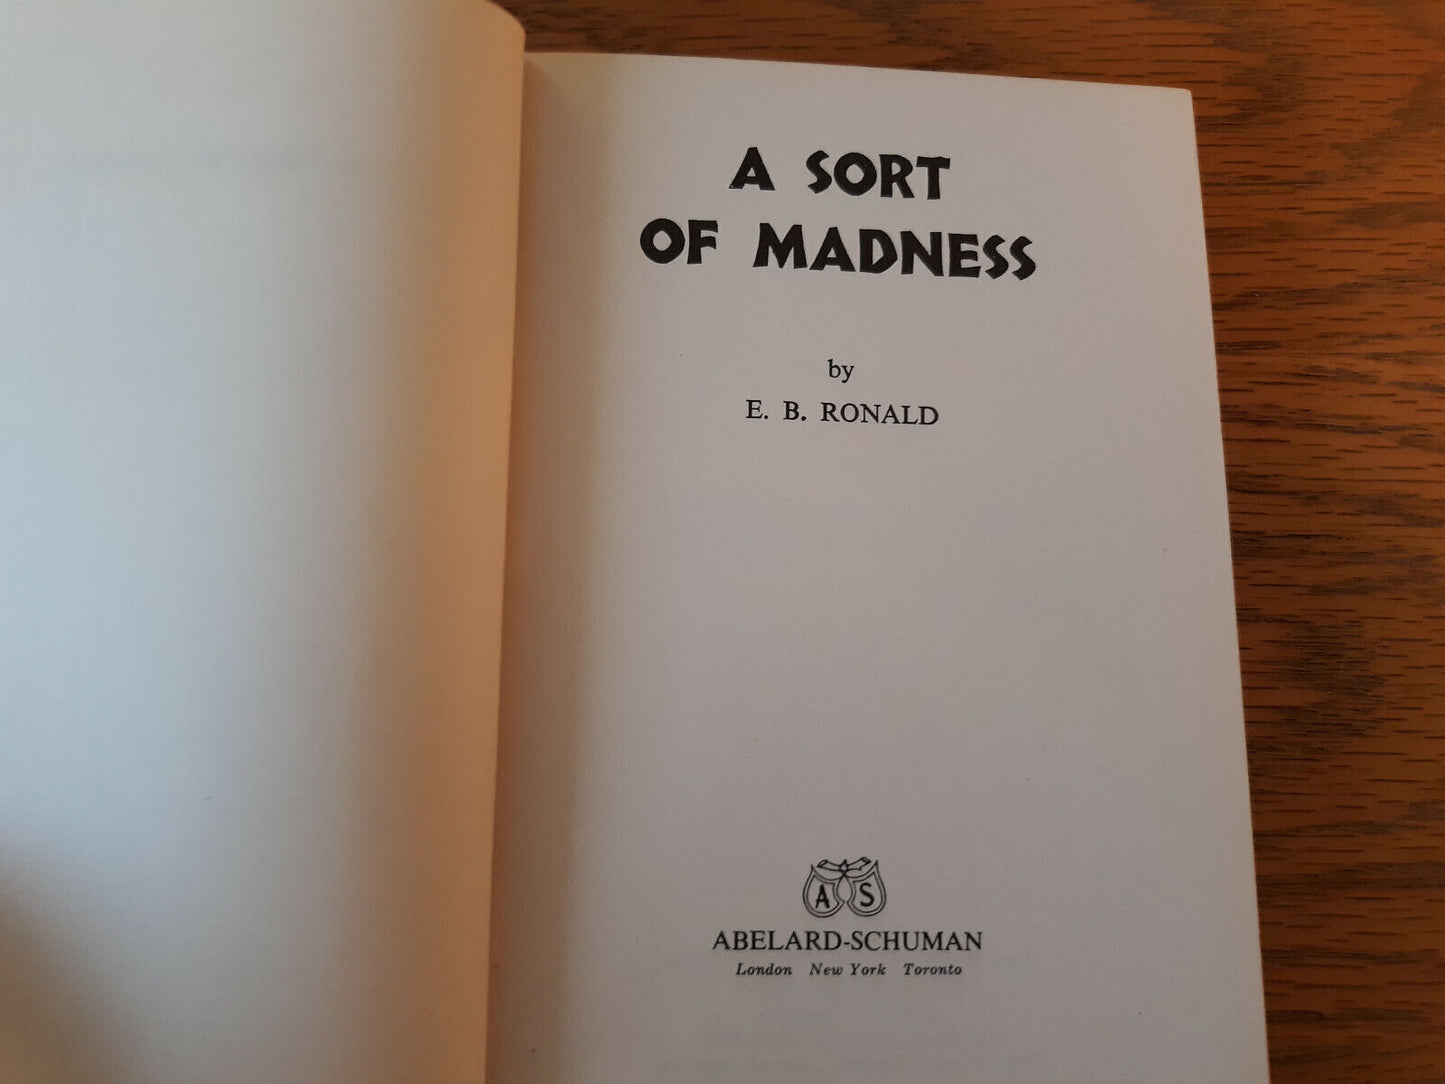 A SORT
OF MADNESS
by
E. B. RONALD
A S
ABELARD-SCHUMAN
London New York Toronto